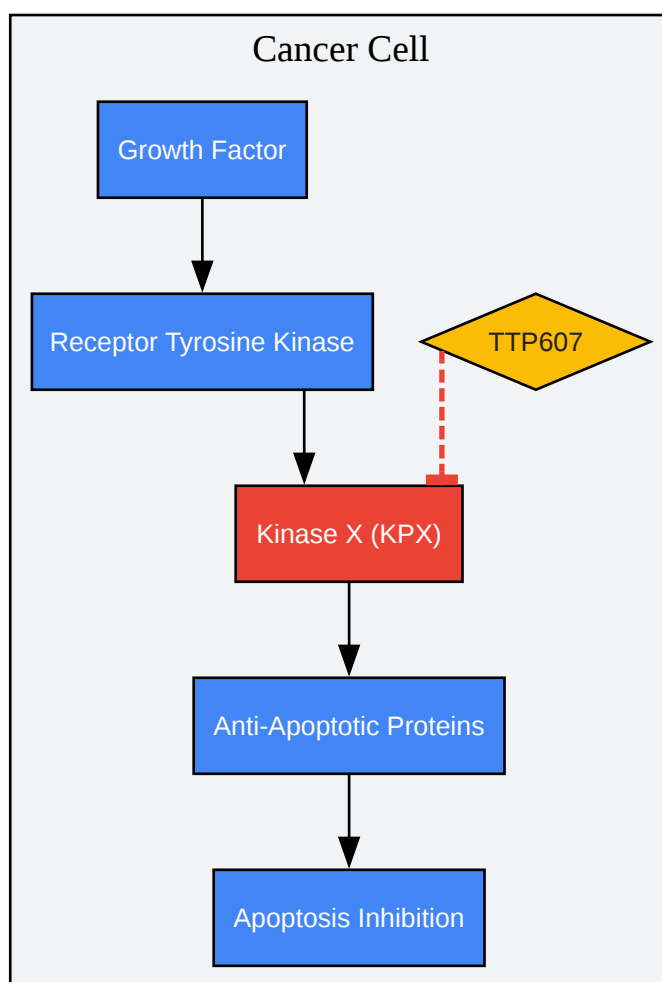 Cancer Cell
Growth Factor
Receptor Tyrosine Kinase
TTP607
Kinase X (KPX)
Anti-Apoptotic Proteins
Apoptosis Inhibition